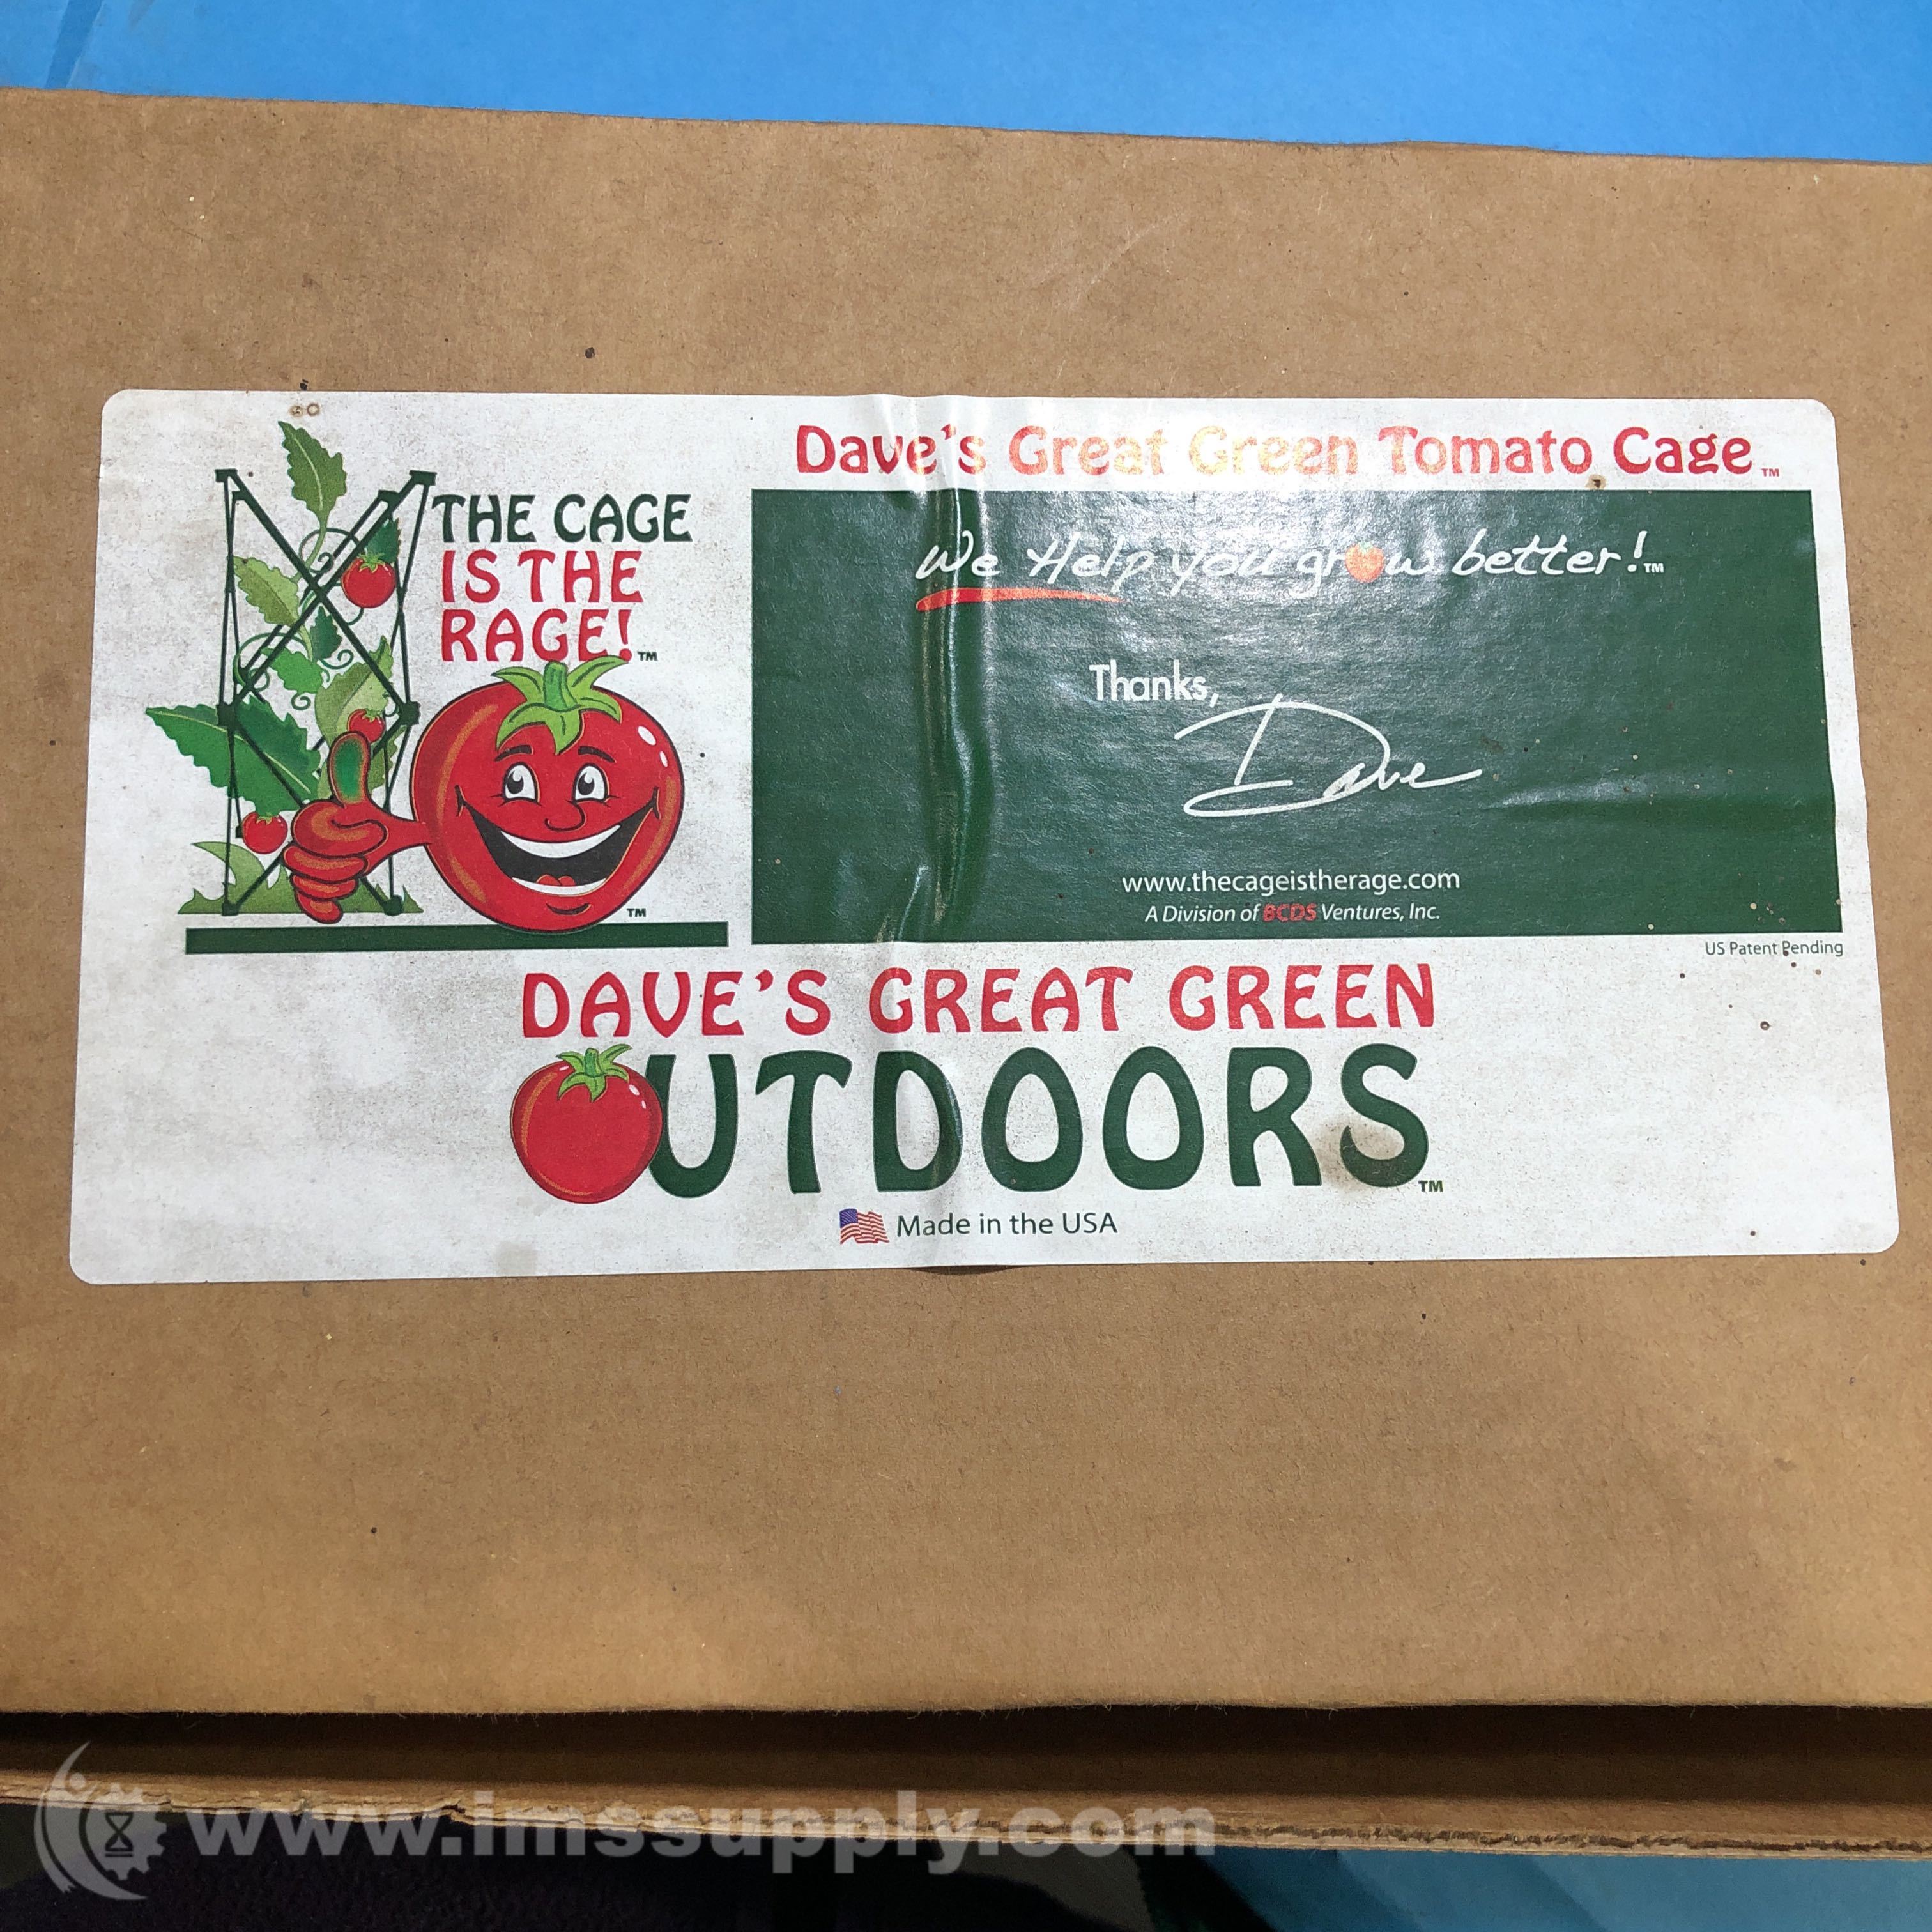 THE CAGE
IS THE
RAGE!™
™
Dave's Great Green Tomato Cage™
We Help you grow better!™
Thanks,
Dave
www.thecageistherage.com
A Division of BCDS Ventures, Inc.
US Patent Pending
DAVE'S GREAT GREEN
OUTDOORS™
Made in the USA
www.imssupply.com